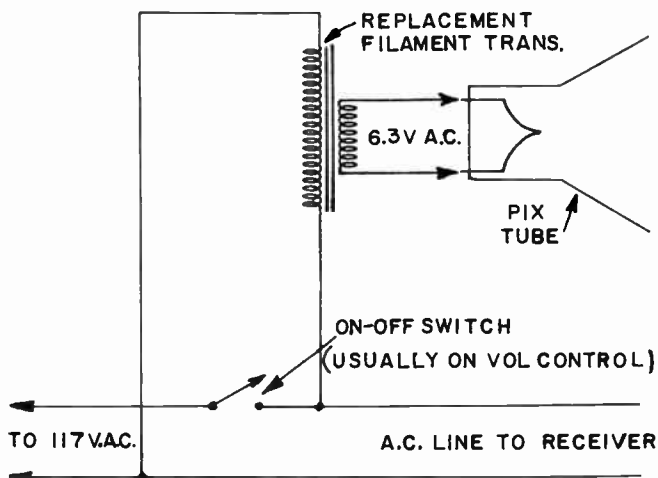 REPLACEMENT
FILAMENT TRANS.
6.3V A.C.
PIX
TUBE
ON-OFF SWITCH
(USUALLY ON VOL CONTROL)
TO 117V.A.C.
A.C. LINE TO RECEIVER